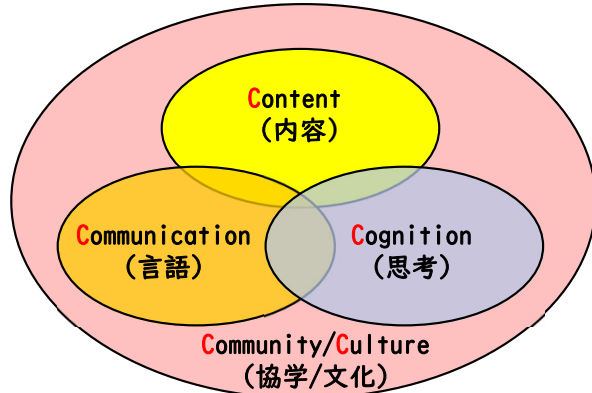 Content
(内容)
Communication
(言語)
Cognition
(思考)
Community/Culture
(協学/文化)